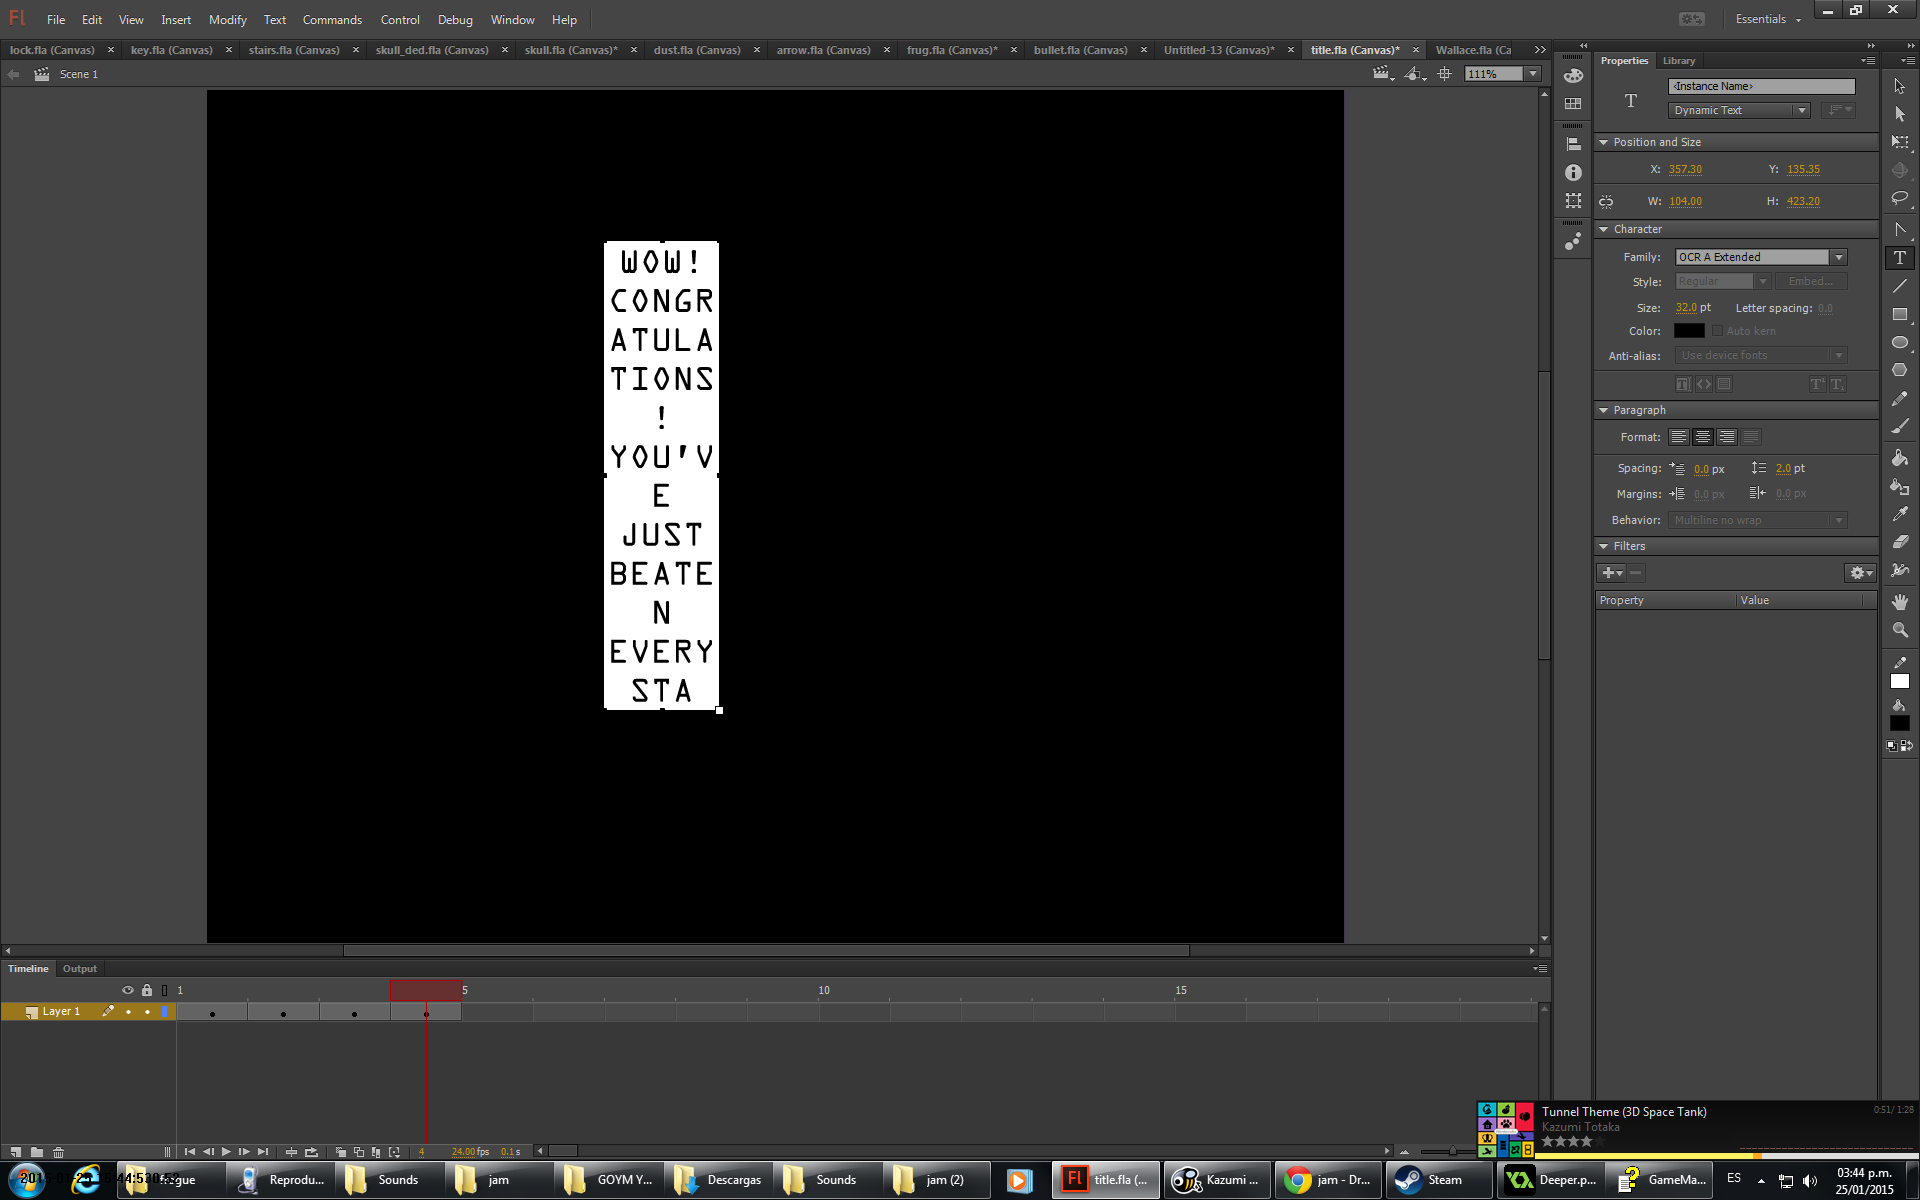 Fl File Edit View Insert Modify Text Commands Control Debug Window Help Essentials
lock.fla (Canvas) × key.fla (Canvas) × stairs.fla (Canvas) × skull_ded.fla (Canvas) × skull.fla (Canvas)* × dust.fla (Canvas) × arrow.fla (Canvas) × frug.fla (Canvas)* × bullet.fla (Canvas) × Untitled-13 (Canvas)* × title.fla (Canvas)* × Wallace.fla (Ca
Scene 1 111%
WOW!
CONGR
ATULA
TIONS
!
YOU'V
E
JUST
BEATE
N
EVERY
STA
Properties Library
<Instance Name>
T Dynamic Text
Position and Size
X: 357.30 Y: 135.35
W: 104.00 H: 423.20
Character
Family: OCR A Extended
Style: Regular Embed...
Size: 32.0 pt Letter spacing: 0.0
Color: Auto kern
Anti-alias: Use device fonts
Paragraph
Format:
Spacing: 0.0 px 2.0 pt
Margins: 0.0 px 0.0 px
Behavior: Multiline no wrap
Filters
Property Value
Timeline Output
1 5 10 15
Layer 1
4 24.00 fps 0.1 s
Tunnel Theme (3D Space Tank) 0:51/ 1:28
Kazumi Totaka
Reprodu... Sounds jam GOYM Y... Descargas Sounds jam (2) Fl title.fla (... Kazumi ... jam - Dr... Steam Deeper.p... GameMa... ES 03:44 p.m.
25/01/2015